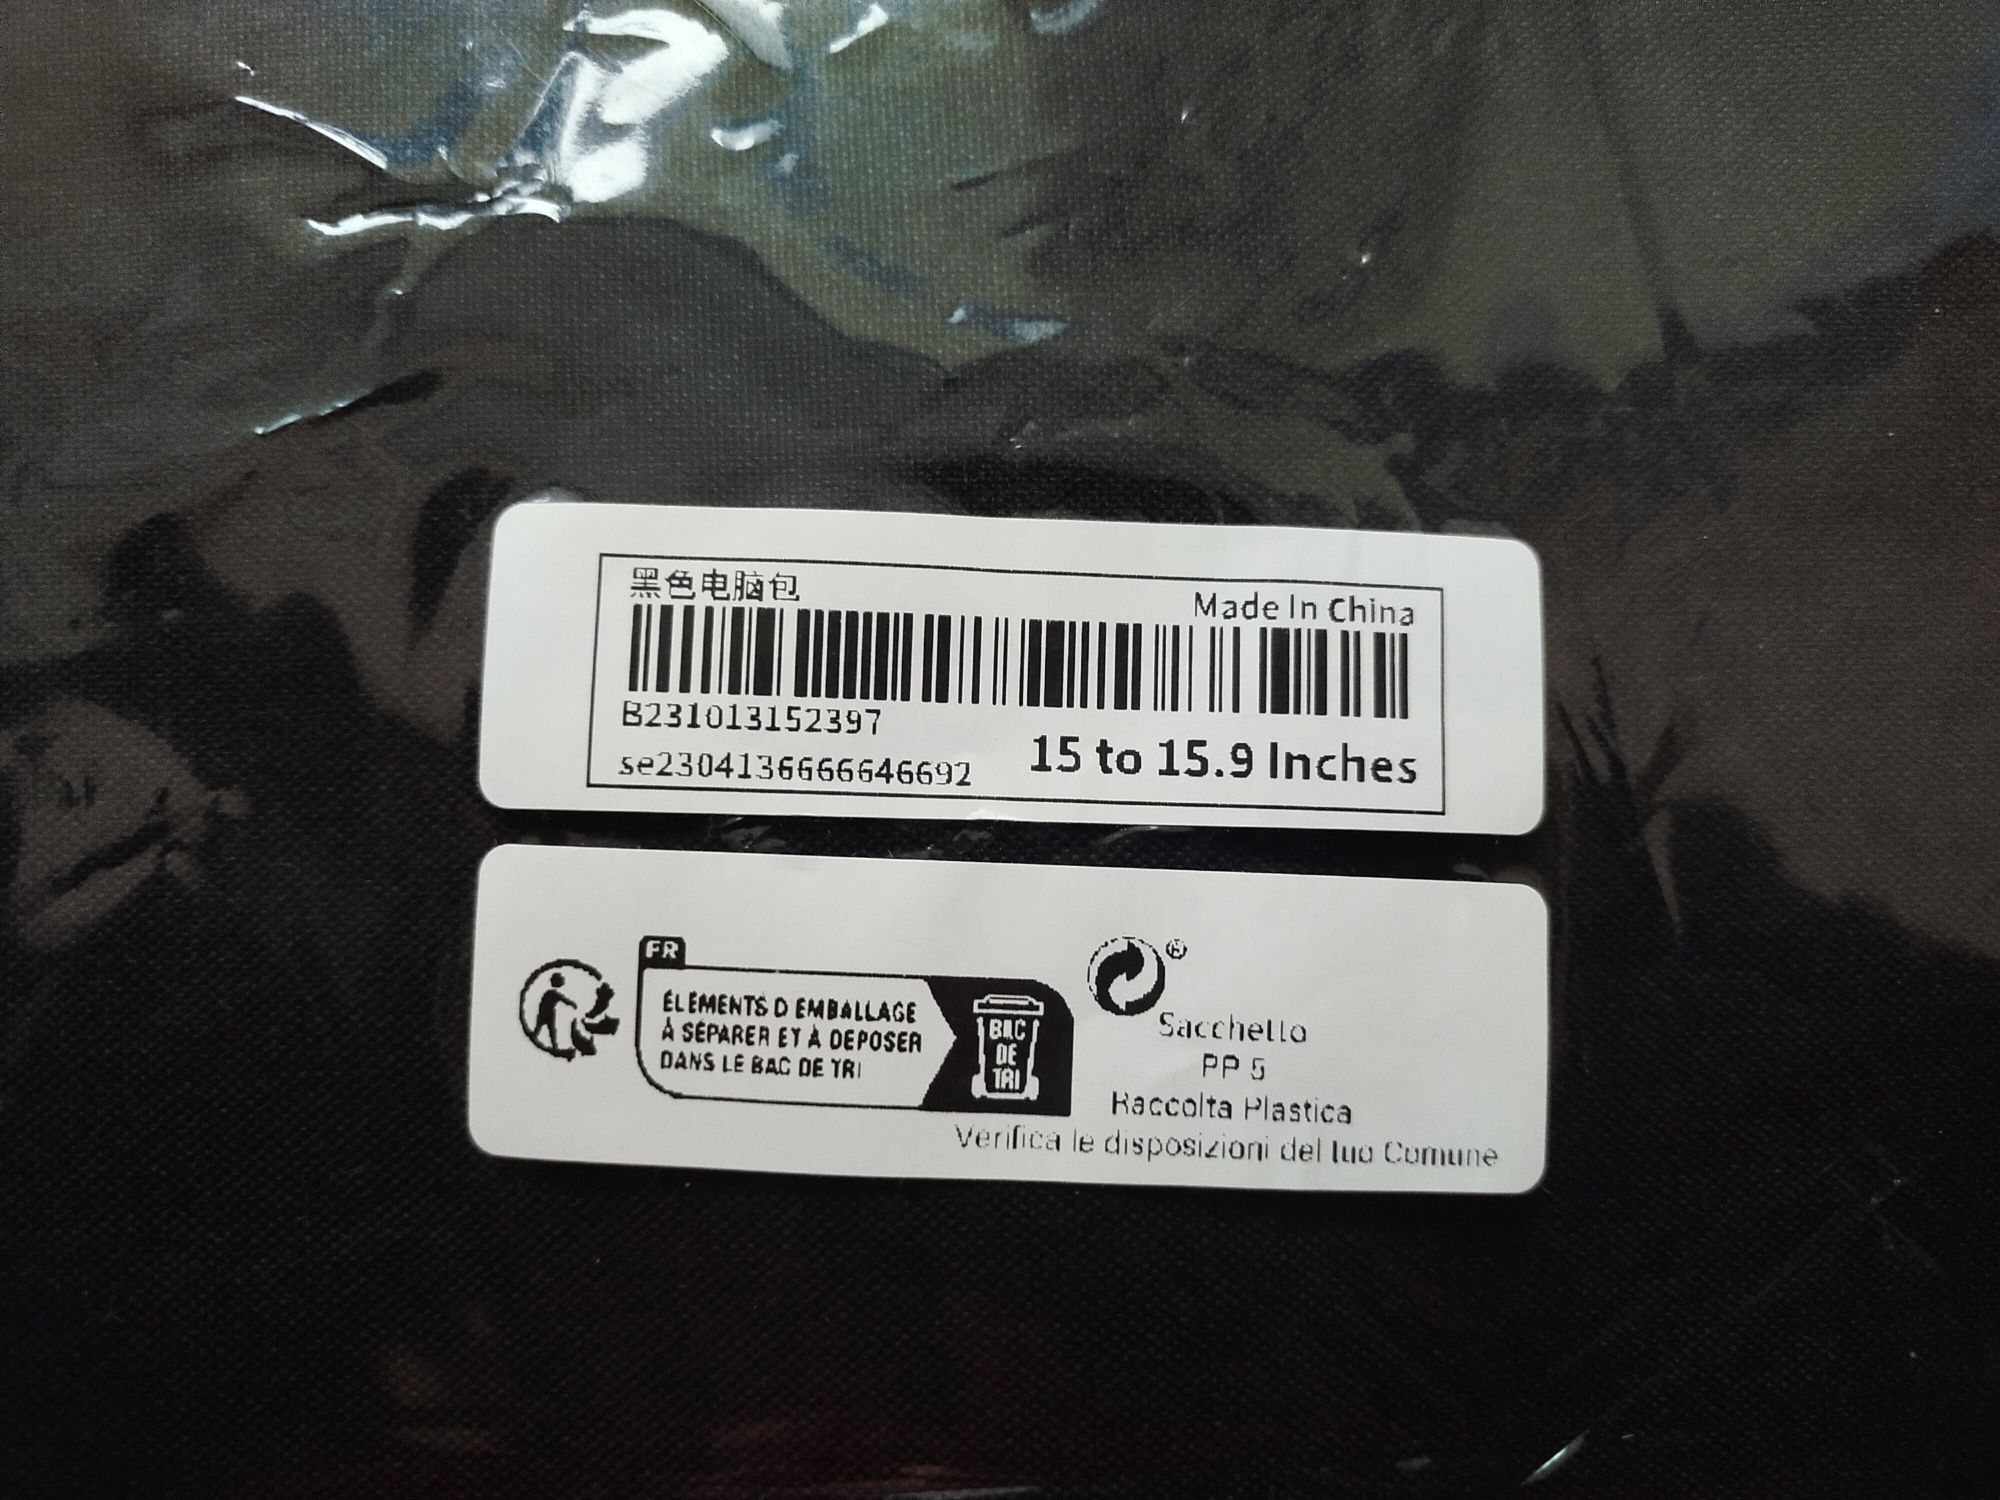 黑色电脑包
Made In China
B231013152397
se2304136666646692
15 to 15.9 Inches
FR
ÉLÉMENTS D EMBALLAGE
À SÉPARER ET À DEPOSER
DANS LE BAC DE TRI
BAC
DE
TRI
®
Sacchetto
PP 5
Raccolta Plastica
Verifica le disposizioni del tuo Comune